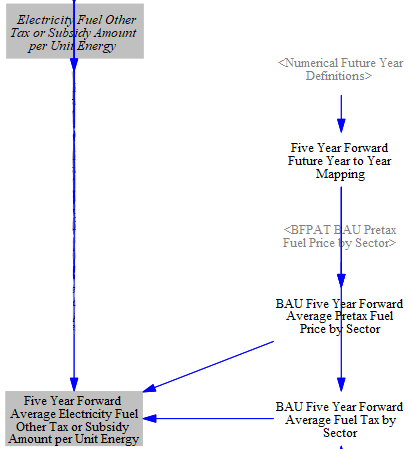 Electricity Fuel Other
Tax or Subsidy Amount
per Unit Energy
<Numerical Future Year
Definitions>
Five Year Forward
Future Year to Year
Mapping
<BFPAT BAU Pretax
Fuel Price by Sector>
BAU Five Year Forward
Average Pretax Fuel
Price by Sector
Five Year Forward
Average Electricity Fuel
Other Tax or Subsidy
Amount per Unit Energy
BAU Five Year Forward
Average Fuel Tax by
Sector